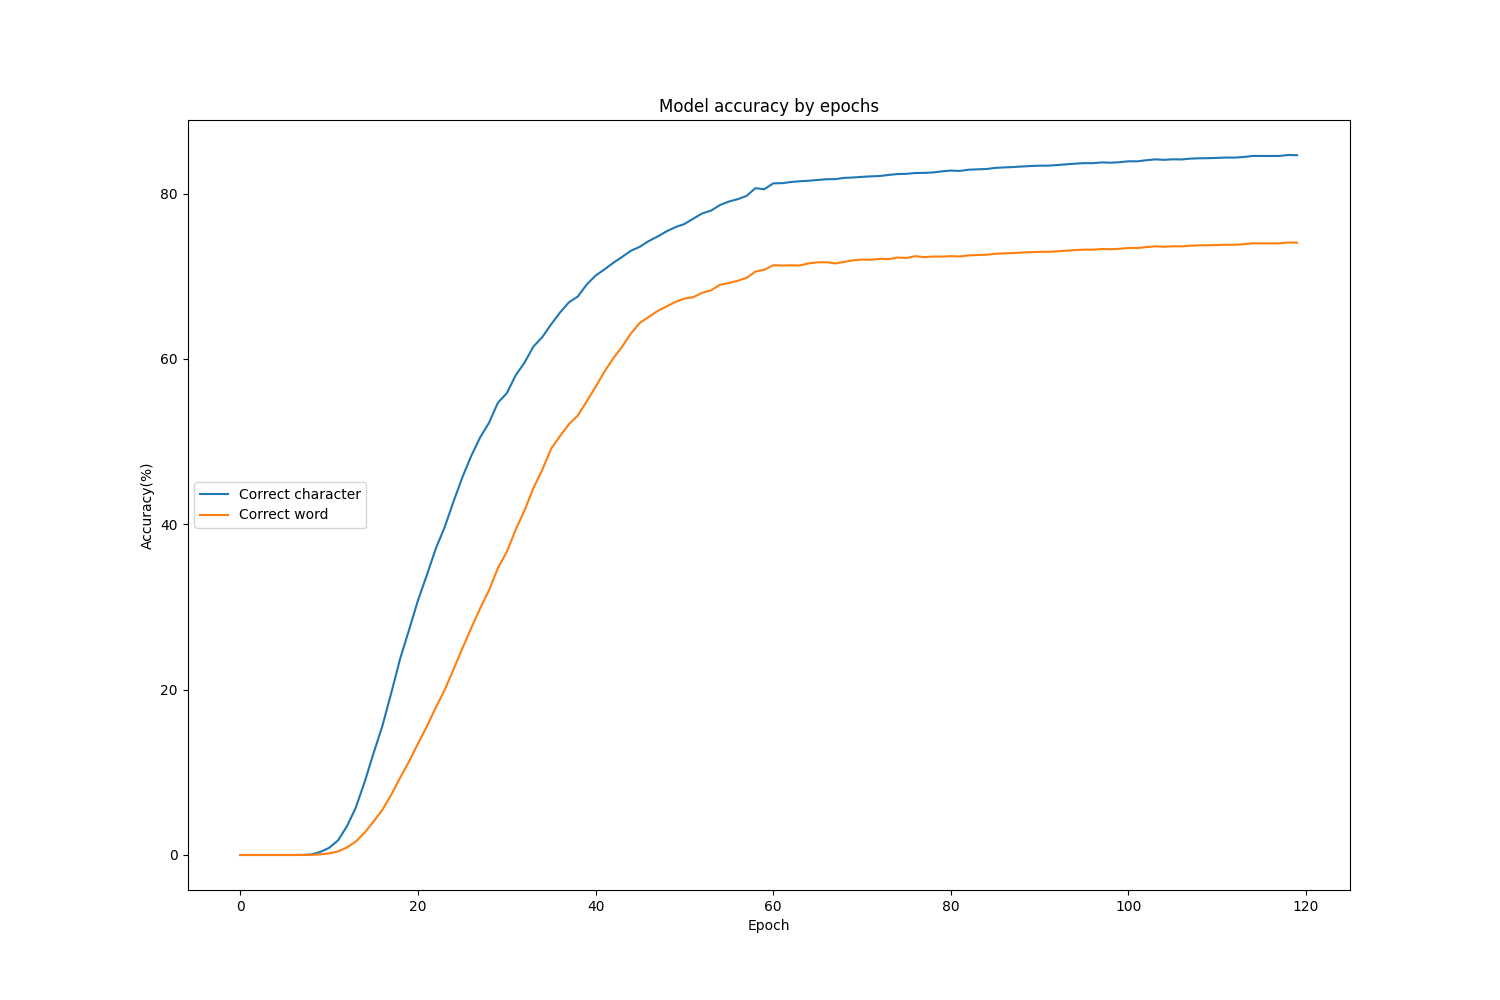 Model accuracy by epochs
80
60
40
20
0
Accuracy(%)
Correct character
Correct word
0 20 40 60 80 100 120
Epoch